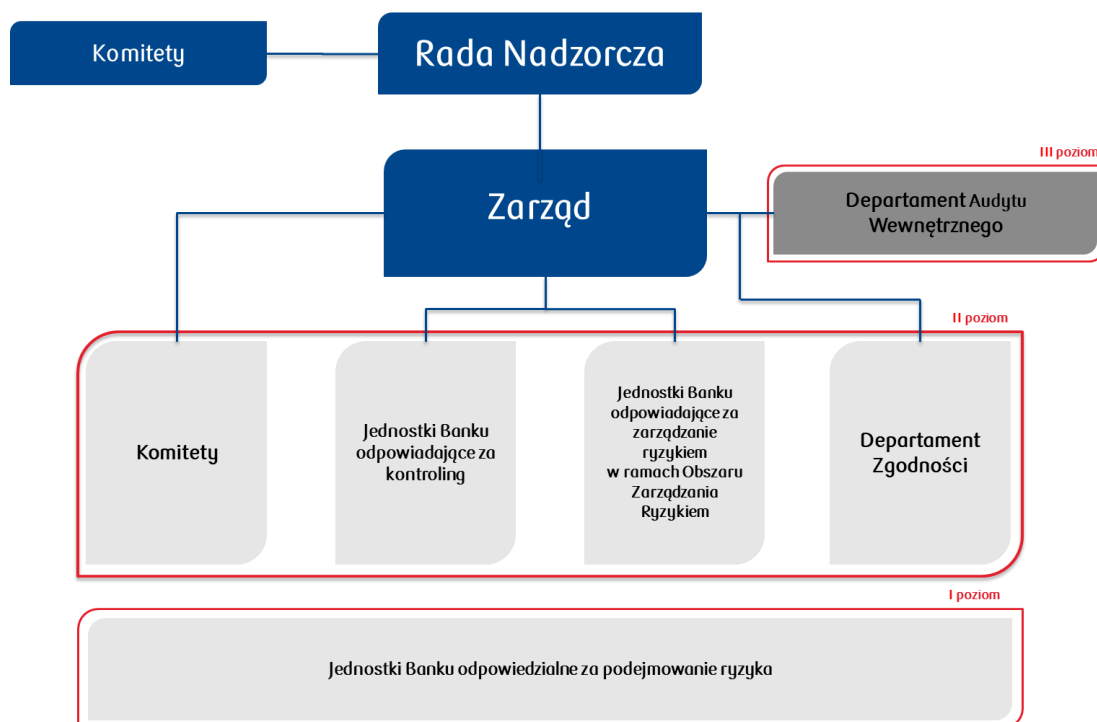 Komitety
Rada Nadzorcza
III poziom
Zarząd
Departament Audytu
Wewnętrznego
II poziom
Komitety
Jednostki Banku
odpowiadające za
kontroling
Jednostki Banku
odpowiadające za
zarządzanie
ryzykiem
w ramach Obszaru
Zarządzania
Ryzykiem
Departament
Zgodności
I poziom
Jednostki Banku odpowiedzialne za podejmowanie ryzyka